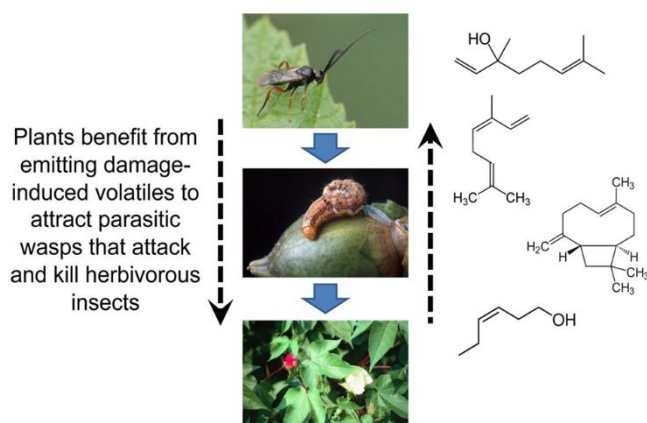 Plants benefit from
emitting damage-
induced volatiles to
attract parasitic
wasps that attack
and kill herbivorous
insects
HO
H₃C
CH₃
CH₃
H₂C
H
H
CH₃
CH₃
OH